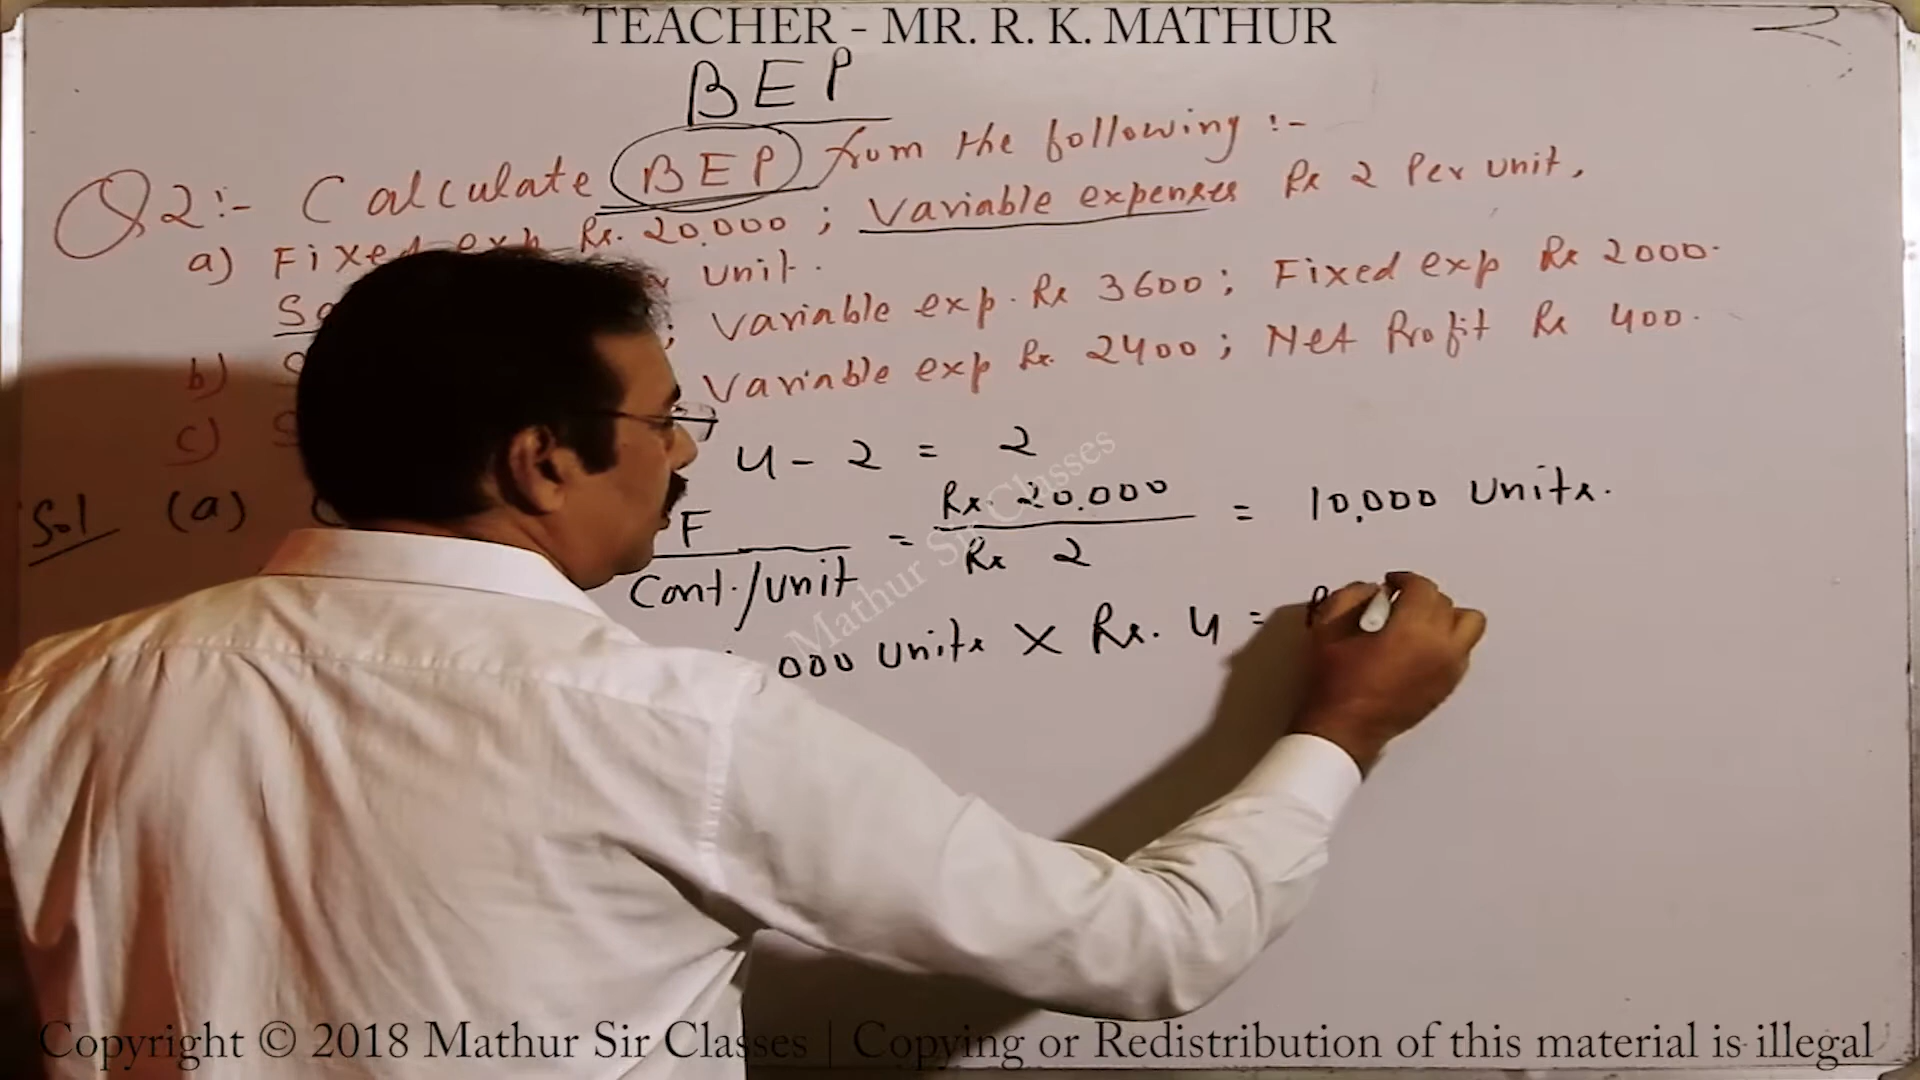 TEACHER - MR. R. K. MATHUR
BEP
Q 2:- Calculate BEP from the following :-
a) Fixed exp Rs. 20,000 ; Variable expenses Rs 2 Per unit,
unit.
b) ; Variable exp. Rs 3600 ; Fixed exp Rs 2000.
c) Variable exp Rs. 2400 ; Net Profit Rs 400.
4 - 2 = 2
Sol (a) F / Cont./unit = Rs. 20,000 / Rs 2 = 10,000 Units.
000 Units X Rs. 4 =
Mathur Sir Classes
Copyright © 2018 Mathur Sir Classes | Copying or Redistribution of this material is illegal